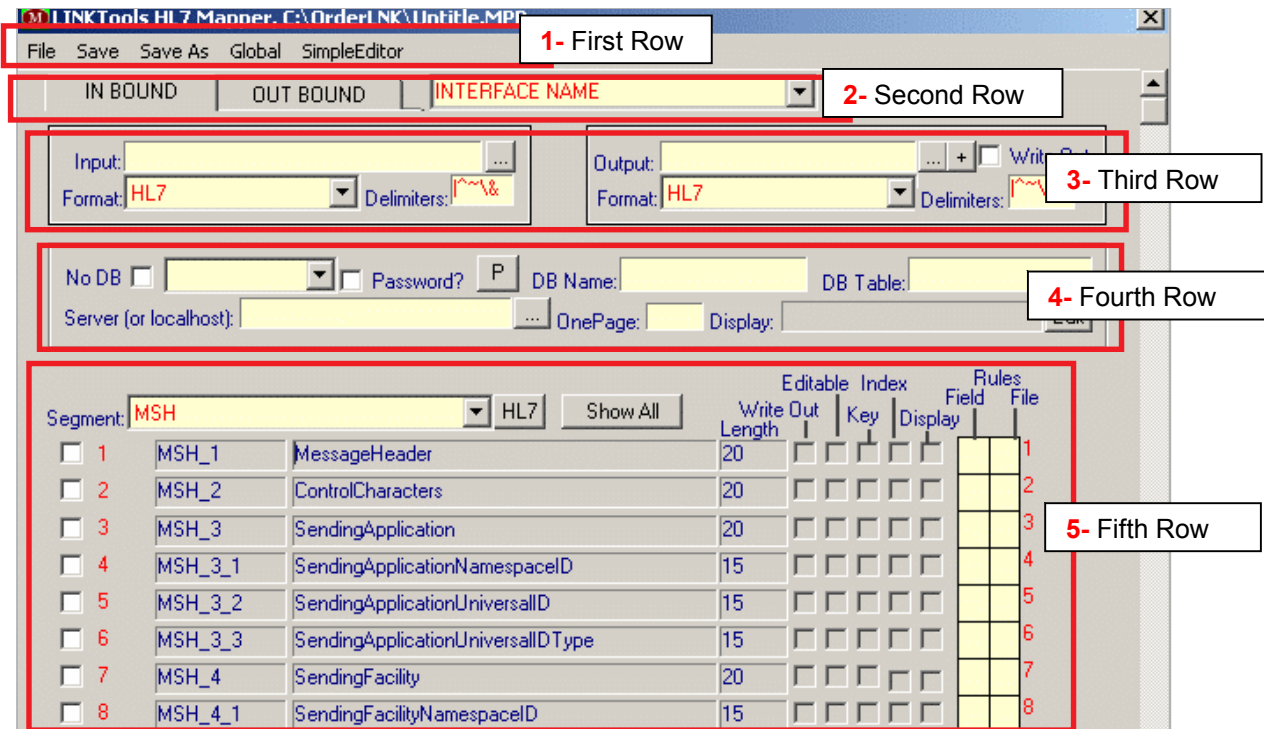 LINKTools HL7 Mapper, C:\OrderLNK\Untitle.MPD
1- First Row
File Save Save As Global SimpleEditor
IN BOUND OUT BOUND INTERFACE NAME
2- Second Row
Input: ... Output: ... + Write
Format: HL7 Delimiters: |^~\& Format: HL7 Delimiters:
3- Third Row
No DB Password? P DB Name: DB Table:
4- Fourth Row
Server (or localhost): ... OnePage: Display:
Editable Index Rules
Segment: MSH HL7 Show All Write Out Key Display Field File
Length
1 MSH_1 MessageHeader 20 1
2 MSH_2 ControlCharacters 20 2
3 MSH_3 SendingApplication 20 3
5- Fifth Row
4 MSH_3_1 SendingApplicationNamespaceID 15 4
5 MSH_3_2 SendingApplicationUniversalID 15 5
6 MSH_3_3 SendingApplicationUniversalIDType 15 6
7 MSH_4 SendingFacility 20 7
8 MSH_4_1 SendingFacilityNamespaceID 15 8